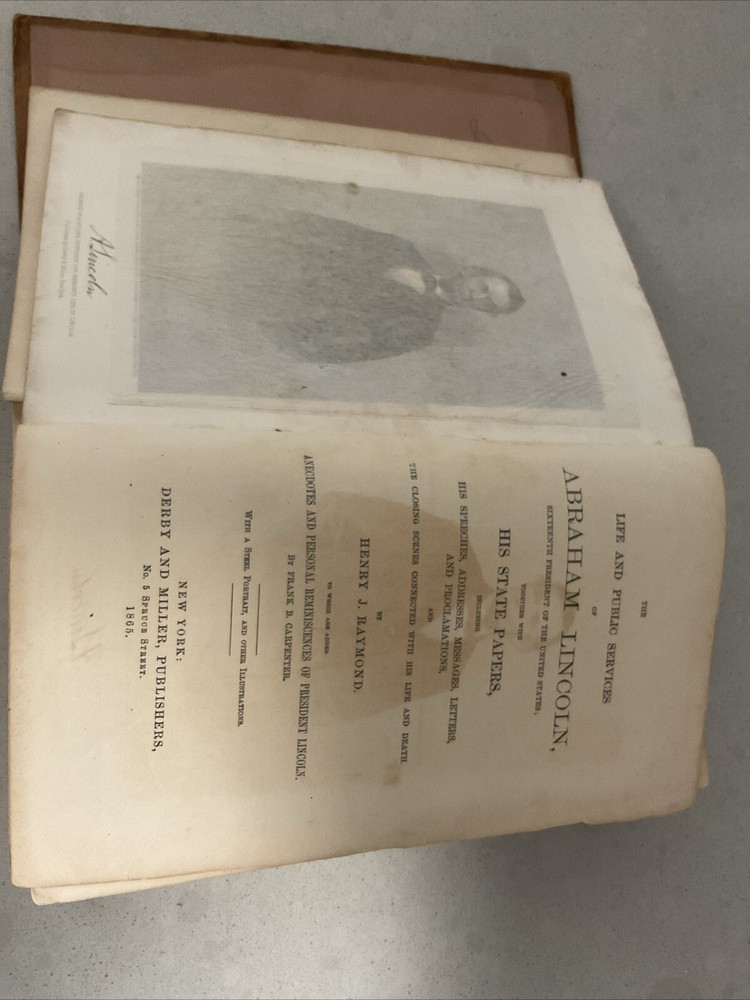 A Lincoln
THE
LIFE AND PUBLIC SERVICES
OF
ABRAHAM LINCOLN,
SIXTEENTH PRESIDENT OF THE UNITED STATES;
TOGETHER WITH
HIS STATE PAPERS,
INCLUDING
HIS SPEECHES, ADDRESSES, MESSAGES, LETTERS,
AND PROCLAMATIONS,
AND
THE CLOSING SCENES CONNECTED WITH HIS LIFE AND DEATH.
BY
HENRY J. RAYMOND.
TO WHICH ARE ADDED
ANECDOTES AND PERSONAL REMINISCENCES OF PRESIDENT LINCOLN.
BY FRANK B. CARPENTER.
WITH A STEEL PORTRAIT, AND OTHER ILLUSTRATIONS.
NEW YORK:
DERBY AND MILLER, PUBLISHERS,
No. 5 SPRUCE STREET.
1865.